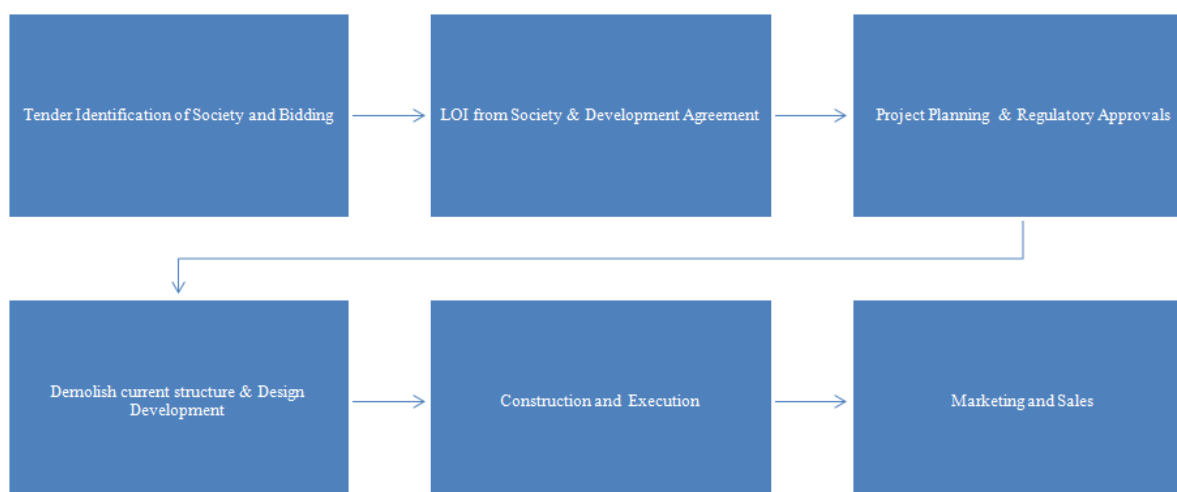 Tender Identification of Society and Bidding
LOI from Society & Development Agreement
Project Planning & Regulatory Approvals
Demolish current structure & Design
Development
Construction and Execution
Marketing and Sales